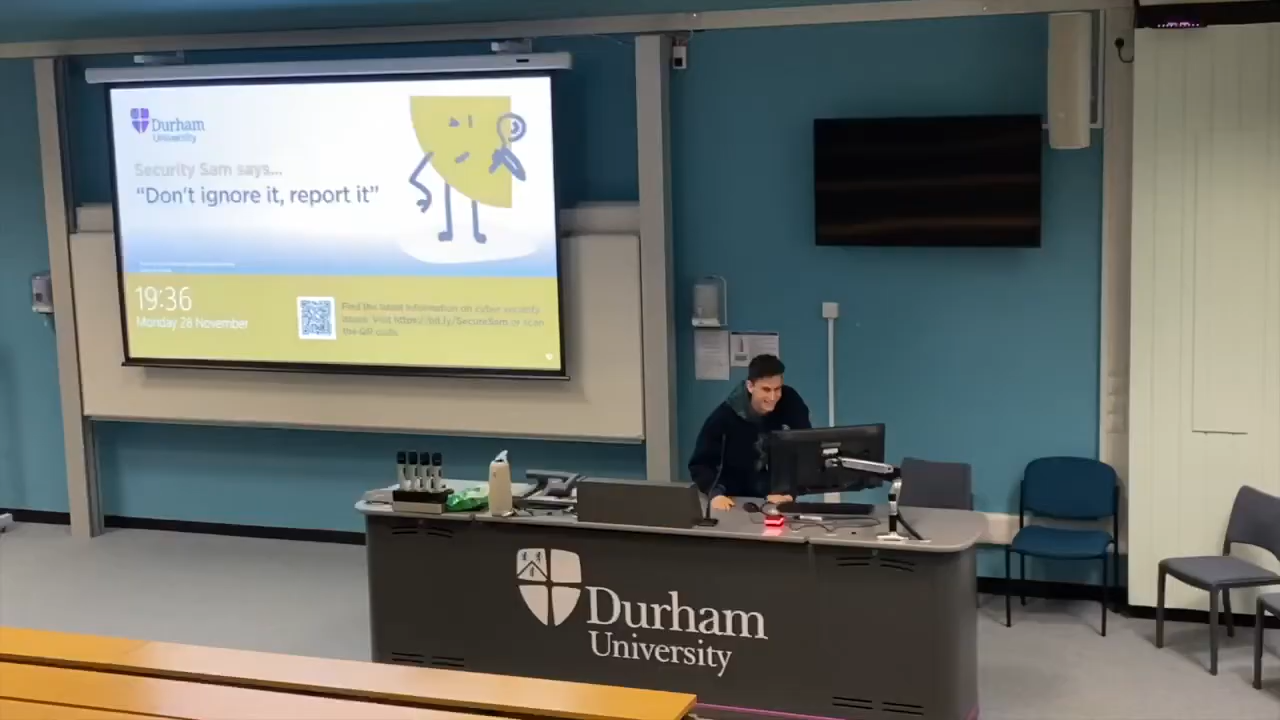 Durham
University
Security Sam says...
“Don't ignore it, report it”
19:36
Monday 28 November
Find the latest information on cyber security
issues. Visit https://bit.ly/SecureSam or scan
the QR code.
Durham
University